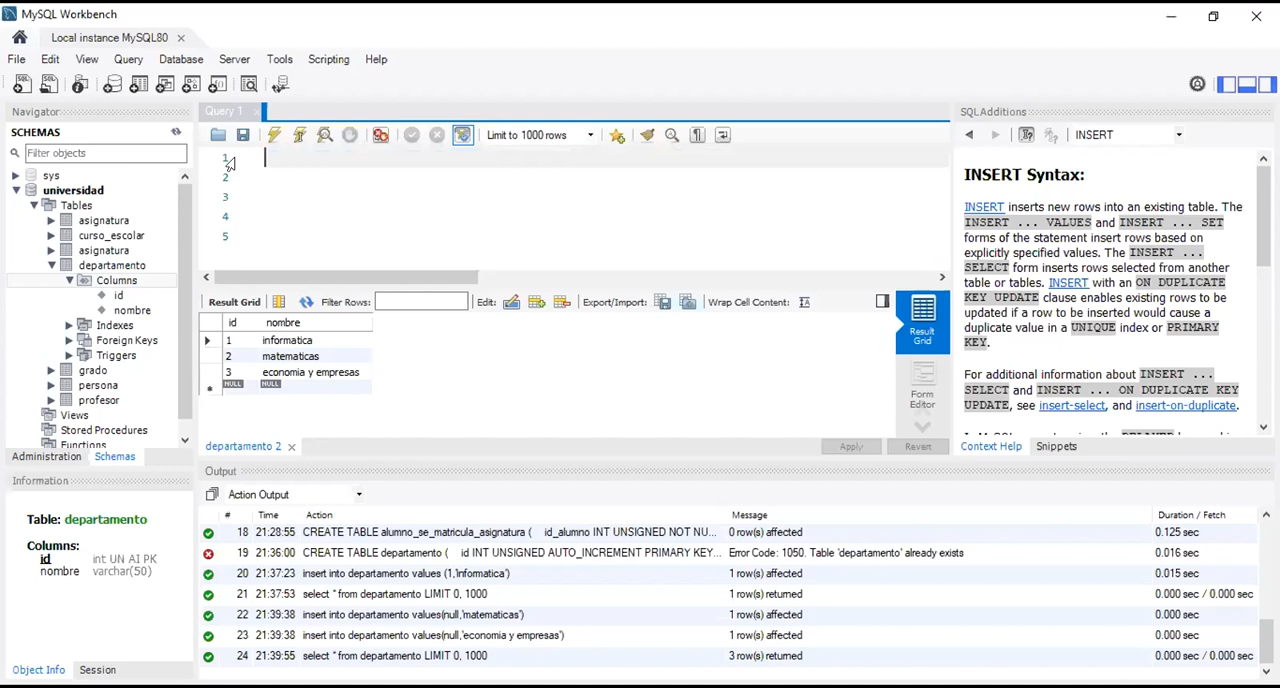 MySQL Workbench
Local instance MySQL80
File Edit View Query Database Server Tools Scripting Help
Navigator
SCHEMAS
Filter objects
sys
universidad
Tables
asignatura
curso_escolar
asignatura
departamento
Columns
id
nombre
Indexes
Foreign Keys
Triggers
grado
persona
profesor
Views
Stored Procedures
Functions
Administration Schemas
Information
Table: departamento
Columns:
id int UN AI PK
nombre varchar(50)
Object Info Session
Query 1
Limit to 1000 rows
1
2
3
4
5
Result Grid Filter Rows: Edit: Export/Import: Wrap Cell Content:
id nombre
1 informatica
2 matematicas
3 economia y empresas
NULL NULL
Result Grid
Form Editor
departamento 2 Apply Revert
SQLAdditions
INSERT
INSERT Syntax:
INSERT inserts new rows into an existing table. The
INSERT ... VALUES and INSERT ... SET
forms of the statement insert rows based on
explicitly specified values. The INSERT ...
SELECT form inserts rows selected from another
table or tables. INSERT with an ON DUPLICATE
KEY UPDATE clause enables existing rows to be
updated if a row to be inserted would cause a
duplicate value in a UNIQUE index or PRIMARY
KEY.
For additional information about INSERT ...
SELECT and INSERT ... ON DUPLICATE KEY
UPDATE, see insert-select, and insert-on-duplicate.
Context Help Snippets
Output
Action Output
# Time Action Message Duration / Fetch
18 21:28:55 CREATE TABLE alumno_se_matricula_asignatura ( id_alumno INT UNSIGNED NOT NU... 0 row(s) affected 0.125 sec
19 21:36:00 CREATE TABLE departamento ( id INT UNSIGNED AUTO_INCREMENT PRIMARY KEY... Error Code: 1050. Table 'departamento' already exists 0.016 sec
20 21:37:23 insert into departamento values (1,'informatica') 1 row(s) affected 0.015 sec
21 21:37:53 select * from departamento LIMIT 0, 1000 1 row(s) returned 0.000 sec / 0.000 sec
22 21:39:38 insert into departamento values(null,'matematicas') 1 row(s) affected 0.000 sec
23 21:39:38 insert into departamento values(null,'economia y empresas') 1 row(s) affected 0.000 sec
24 21:39:55 select * from departamento LIMIT 0, 1000 3 row(s) returned 0.000 sec / 0.000 sec